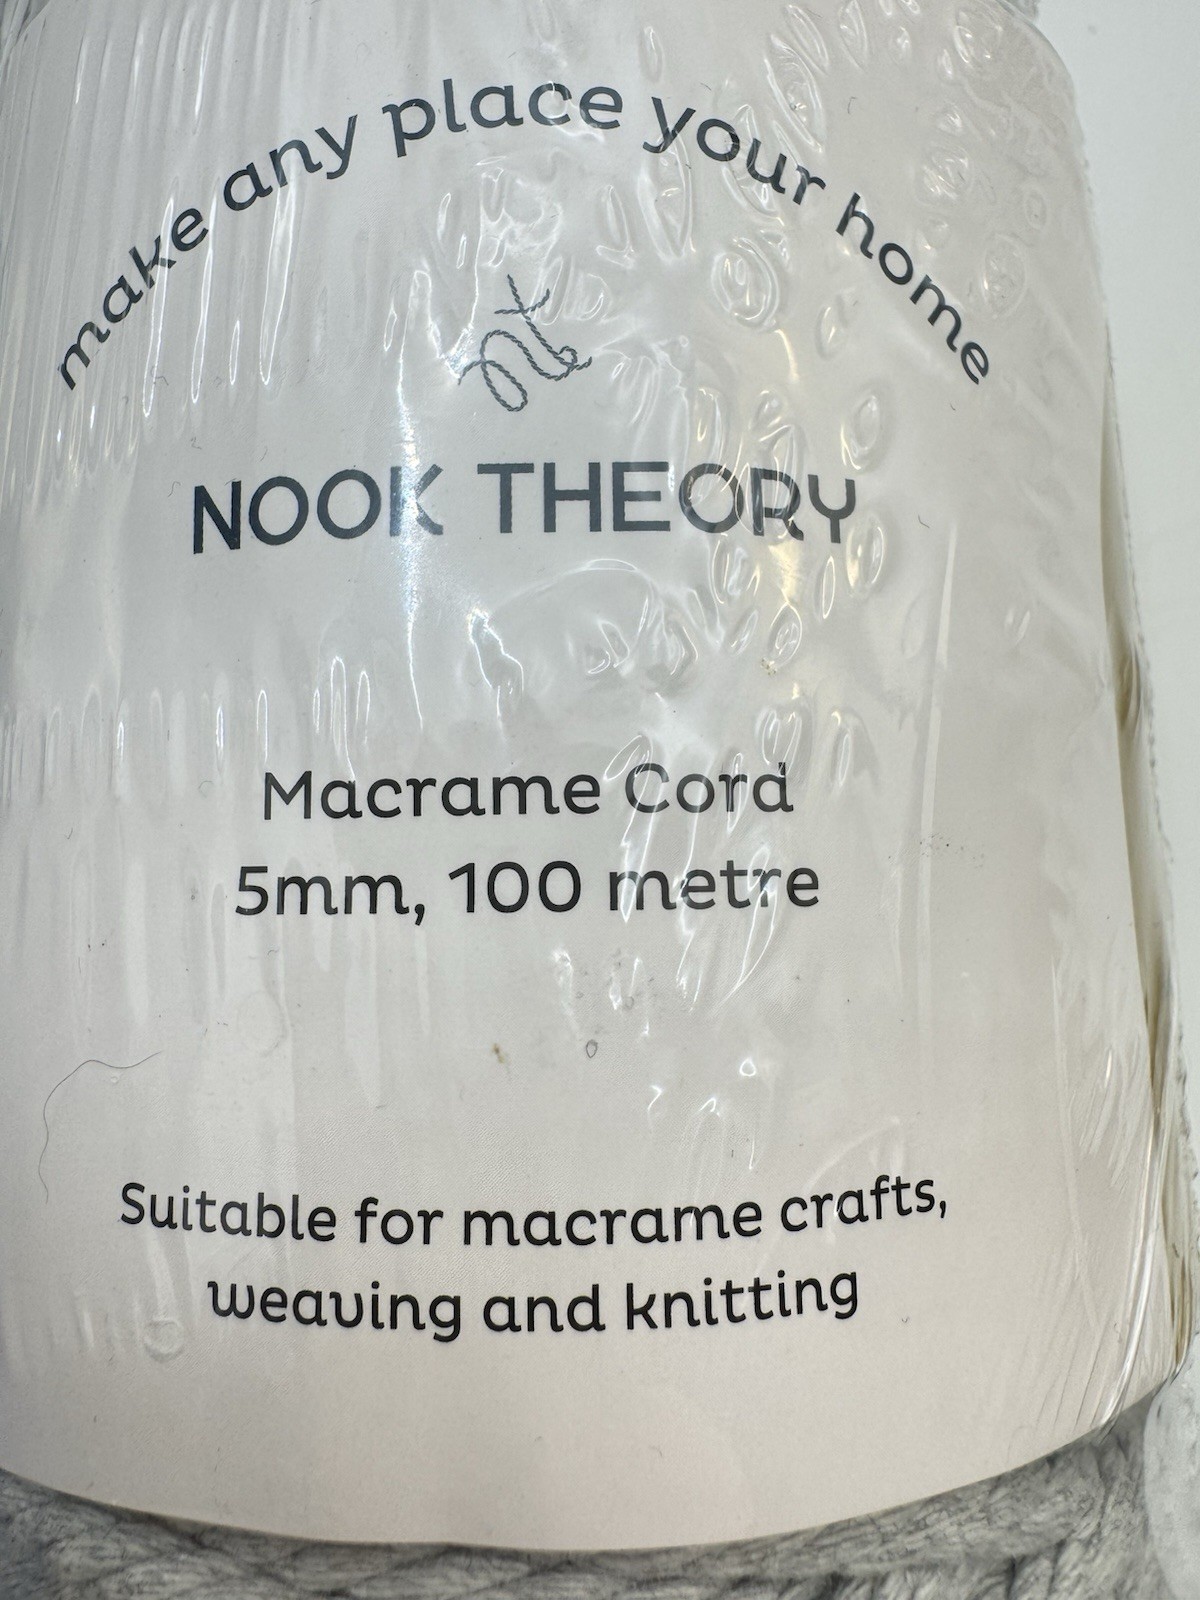 make any place your home
nt
NOOK THEORY
Macrame Cord
5mm, 100 metre
Suitable for macrame crafts,
weaving and knitting